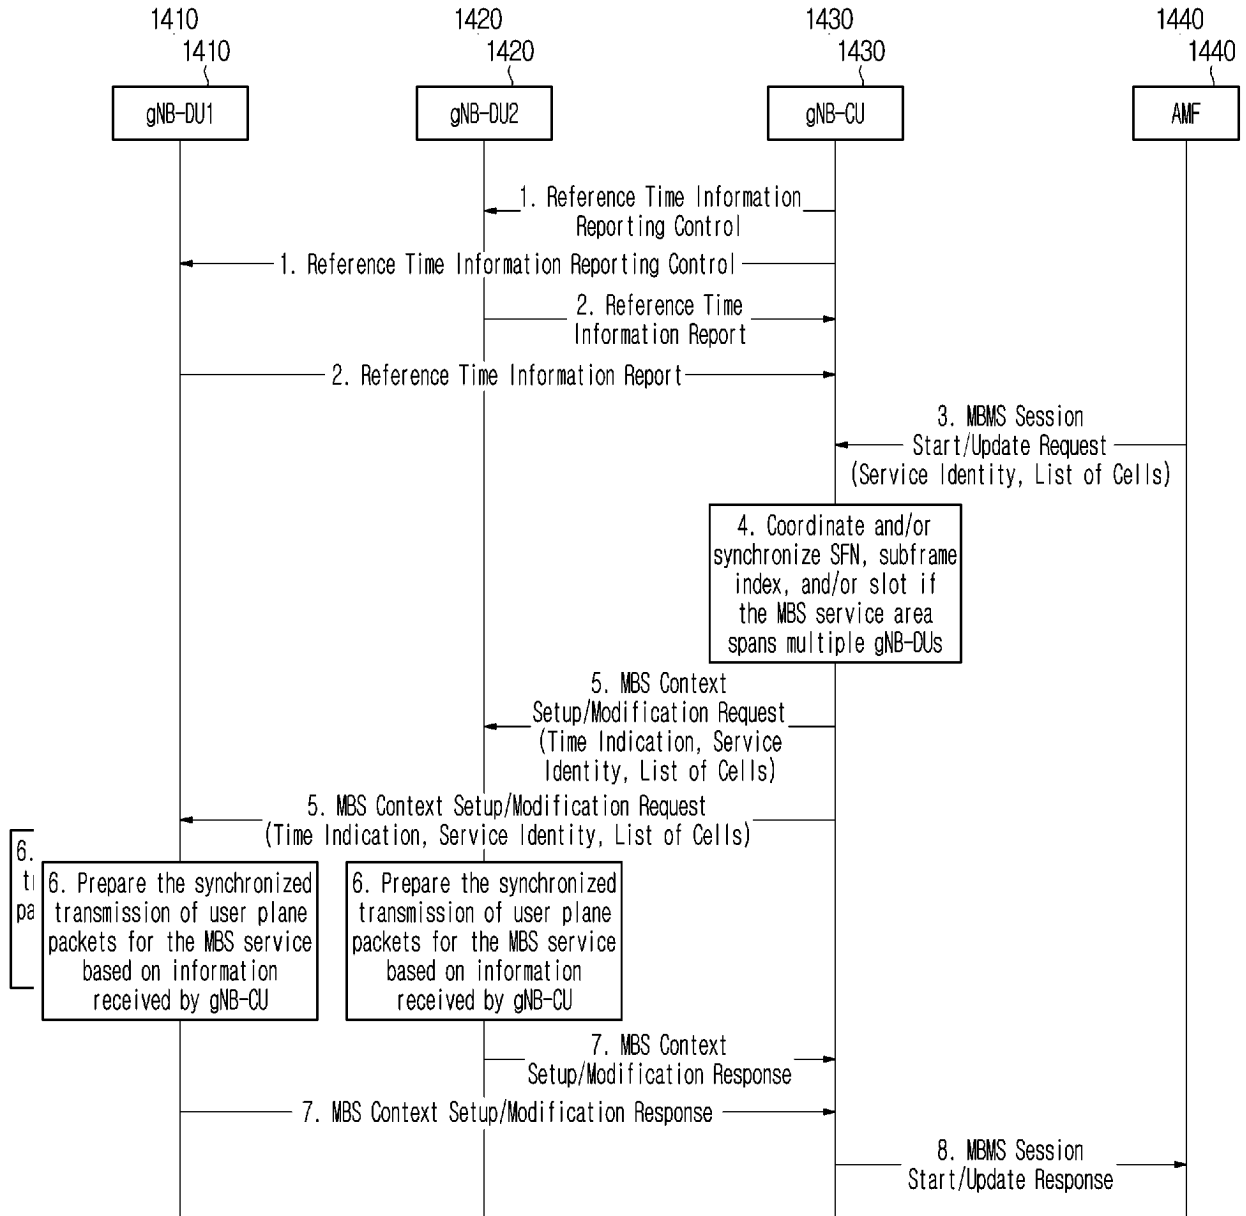 1410 1420 1430 1440
1410 1420 1430 1440
gNB-DU1 gNB-DU2 gNB-CU AMF
1. Reference Time Information
Reporting Control
1. Reference Time Information Reporting Control
2. Reference Time
Information Report
2. Reference Time Information Report
3. MBMS Session
Start/Update Request
(Service Identity, List of Cells)
4. Coordinate and/or
synchronize SFN, subframe
index, and/or slot if
the MBS service area
spans multiple gNB-DUs
5. MBS Context
Setup/Modification Request
(Time Indication, Service
Identity, List of Cells)
5. MBS Context Setup/Modification Request
(Time Indication, Service Identity, List of Cells)
6.
pa
6. Prepare the synchronized
transmission of user plane
packets for the MBS service
based on information
received by gNB-CU
6. Prepare the synchronized
transmission of user plane
packets for the MBS service
based on information
received by gNB-CU
7. MBS Context
Setup/Modification Response
7. MBS Context Setup/Modification Response
8. MBMS Session
Start/Update Response